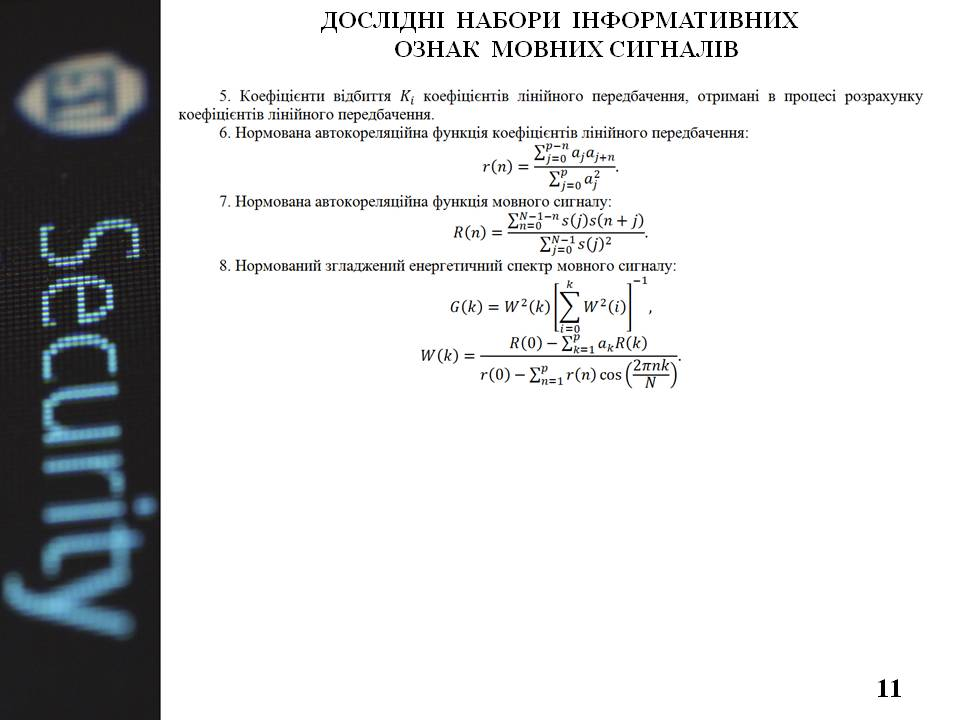 ДОСЛІДНІ НАБОРИ ІНФОРМАТИВНИХ
ОЗНАК МОВНИХ СИГНАЛІВ
5. Коефіцієнти відбиття K_i коефіцієнтів лінійного передбачення, отримані в процесі розрахунку
коефіцієнтів лінійного передбачення.
6. Нормована автокореляційна функція коефіцієнтів лінійного передбачення:
r(n) = \frac{\sum_{j=0}^{p-n} a_j a_{j+n}}{\sum_{j=0}^{p} a_j^2}.
7. Нормована автокореляційна функція мовного сигналу:
R(n) = \frac{\sum_{n=0}^{N-1-n} s(j)s(n+j)}{\sum_{j=0}^{N-1} s(j)^2}.
8. Нормований згладжений енергетичний спектр мовного сигналу:
G(k) = W^2(k) \left[ \sum_{i=0}^{k} W^2(i) \right]^{-1},
W(k) = \frac{R(0) - \sum_{k=1}^{p} a_k R(k)}{r(0) - \sum_{n=1}^{p} r(n) \cos\left(\frac{2\pi nk}{N}\right)}.
Security
11